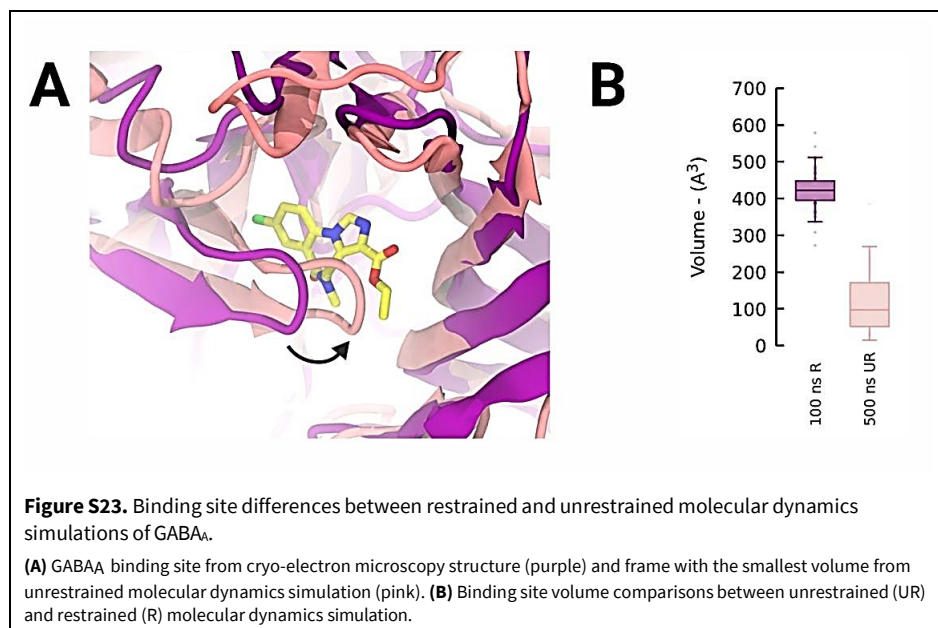 A
B
700
600
500
400
300
200
100
0
Volume - (A³)
100 ns R
500 ns UR
Figure S23. Binding site differences between restrained and unrestrained molecular dynamics
simulations of GABAA.
(A) GABAA binding site from cryo-electron microscopy structure (purple) and frame with the smallest volume from
unrestrained molecular dynamics simulation (pink). (B) Binding site volume comparisons between unrestrained (UR)
and restrained (R) molecular dynamics simulation.